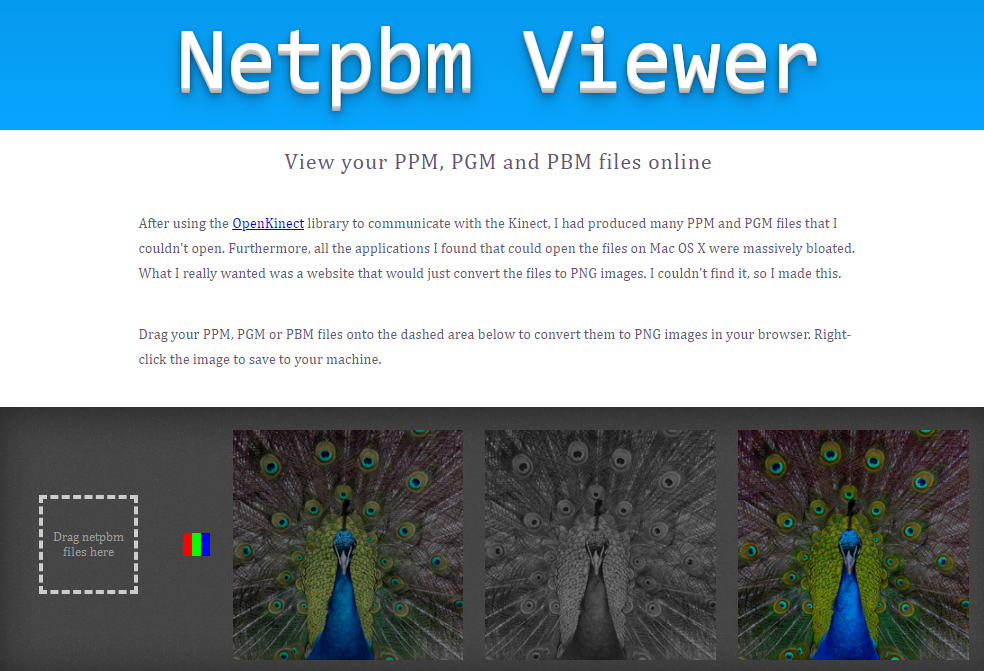 Netpbm Viewer
View your PPM, PGM and PBM files online
After using the OpenKinect library to communicate with the Kinect, I had produced many PPM and PGM files that I
couldn't open. Furthermore, all the applications I found that could open the files on Mac OS X were massively bloated.
What I really wanted was a website that would just convert the files to PNG images. I couldn't find it, so I made this.
Drag your PPM, PGM or PBM files onto the dashed area below to convert them to PNG images in your browser. Right-
click the image to save to your machine.
Drag netpbm
files here